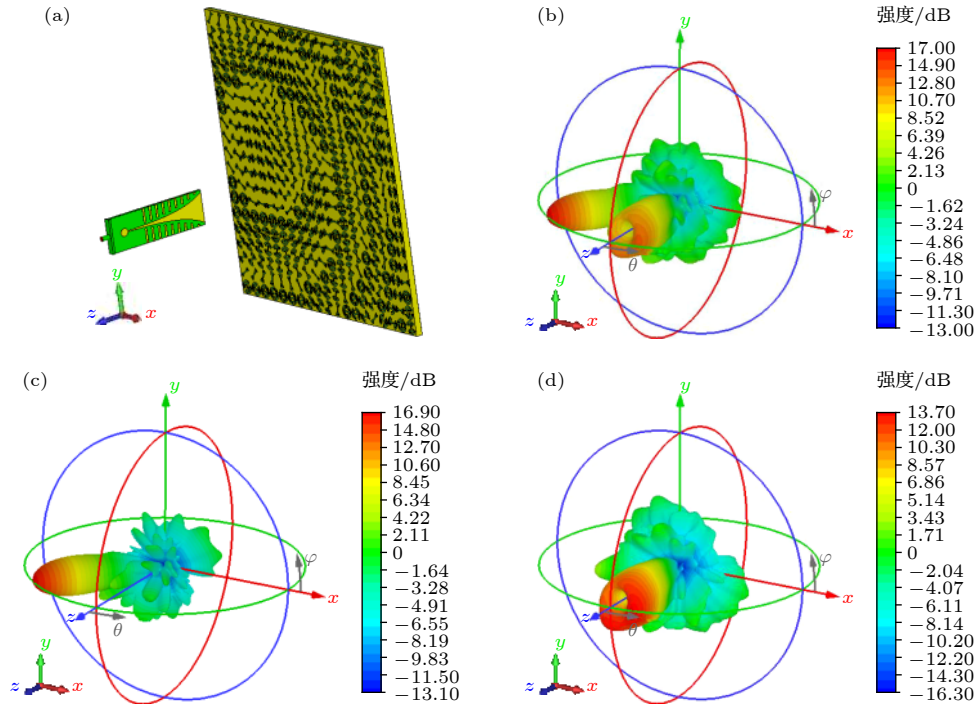 (a)
y
z
x
(b)
强度/dB
y
17.00
14.90
10.70
8.52
6.39
4.26
2.13
0
−1.62
−3.24
−4.86
−6.48
−8.10
−9.71
−11.30
−13.00
φ
x
z
θ
y
z
x
(c)
强度/dB
y
16.90
14.80
12.70
10.60
8.45
6.34
4.22
2.11
0
−1.64
−3.28
−4.91
−6.55
−8.19
−9.83
−11.50
−13.10
φ
x
z
θ
y
z
x
(d)
强度/dB
y
13.70
12.00
10.30
8.57
6.86
5.14
3.43
1.71
0
−2.04
−4.07
−6.11
−8.14
−10.20
−12.20
−14.30
−16.30
φ
x
z
θ
y
z
x